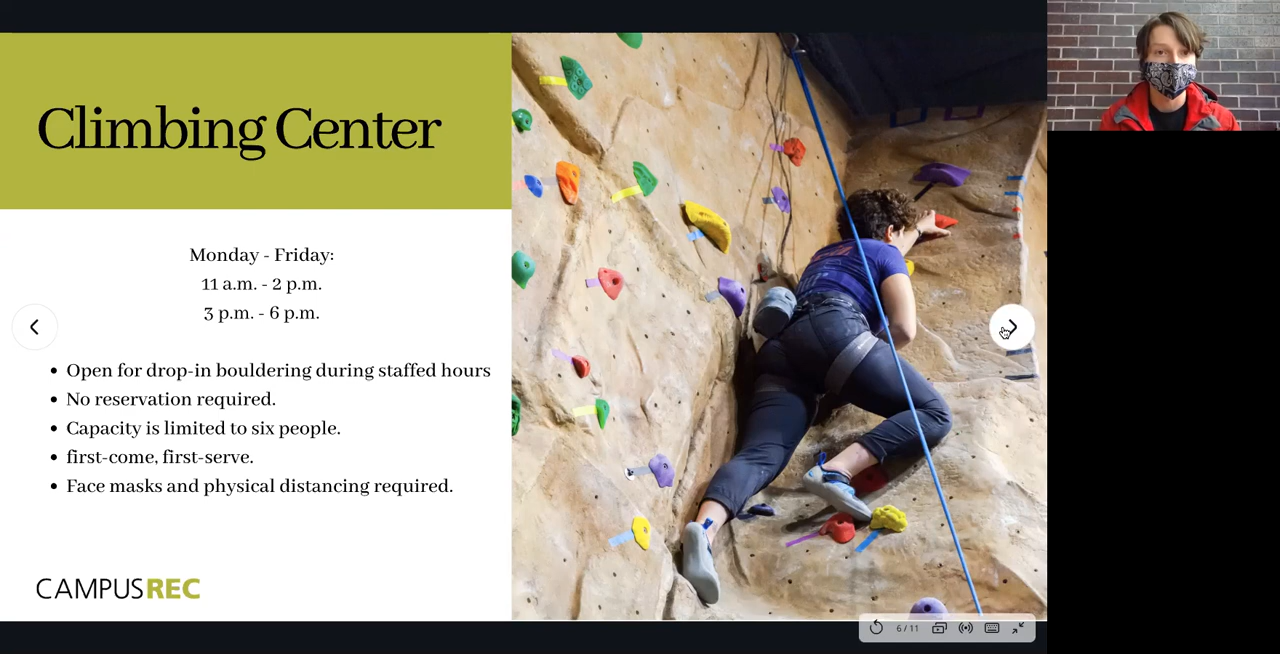 Climbing Center
Monday - Friday:
11 a.m. - 2 p.m.
3 p.m. - 6 p.m.
• Open for drop-in bouldering during staffed hours
• No reservation required.
• Capacity is limited to six people.
• first-come, first-serve.
• Face masks and physical distancing required.
CAMPUSREC
6 / 11